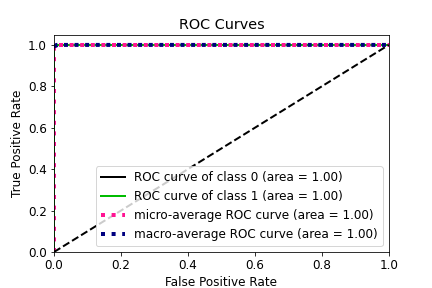 ROC Curves
True Positive Rate
1.0
0.8
0.6
0.4
0.2
0.0
ROC curve of class 0 (area = 1.00)
ROC curve of class 1 (area = 1.00)
micro-average ROC curve (area = 1.00)
macro-average ROC curve (area = 1.00)
0.0 0.2 0.4 0.6 0.8 1.0
False Positive Rate